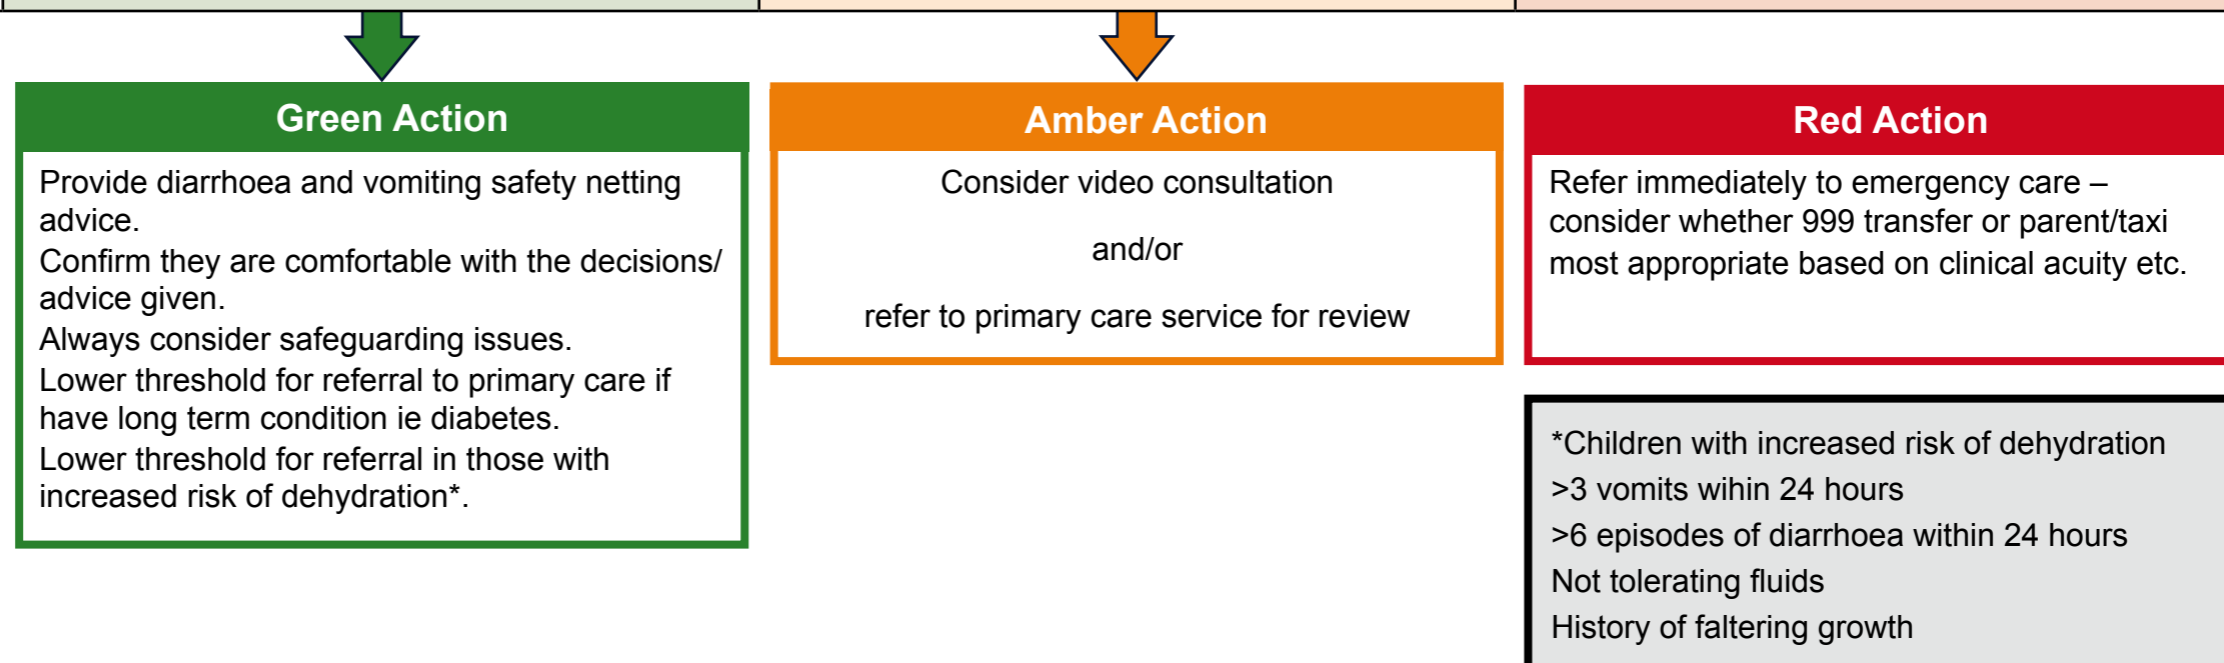 Green Action
Provide diarrhoea and vomiting safety netting
advice.
Confirm they are comfortable with the decisions/
advice given.
Always consider safeguarding issues.
Lower threshold for referral to primary care if
have long term condition ie diabetes.
Lower threshold for referral in those with
increased risk of dehydration*.
Amber Action
Consider video consultation
and/or
refer to primary care service for review
Red Action
Refer immediately to emergency care –
consider whether 999 transfer or parent/taxi
most appropriate based on clinical acuity etc.
*Children with increased risk of dehydration
>3 vomits wihin 24 hours
>6 episodes of diarrhoea within 24 hours
Not tolerating fluids
History of faltering growth